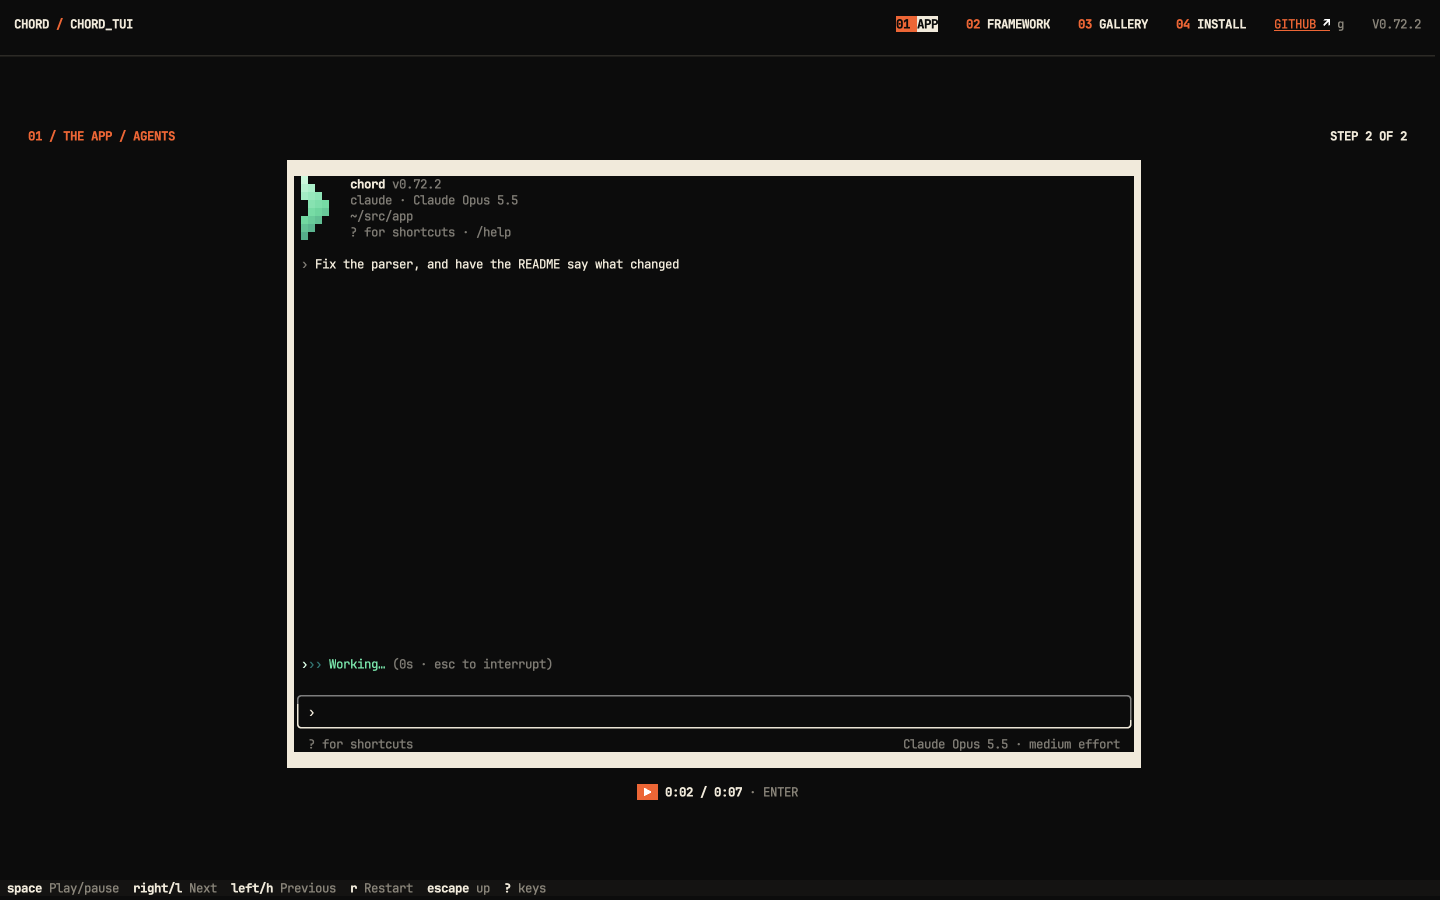 CHORD / CHORD_TUI 01 APP 02 FRAMEWORK 03 GALLERY 04 INSTALL GITHUB ↗ g V0.72.2
01 / THE APP / AGENTS STEP 2 OF 2
chord v0.72.2
claude · Claude Opus 5.5
~/src/app
? for shortcuts · /help
› Fix the parser, and have the README say what changed
››› Working… (0s · esc to interrupt)
›
? for shortcuts Claude Opus 5.5 · medium effort
▶ 0:02 / 0:07 · ENTER
space Play/pause right/l Next left/h Previous r Restart escape up ? keys